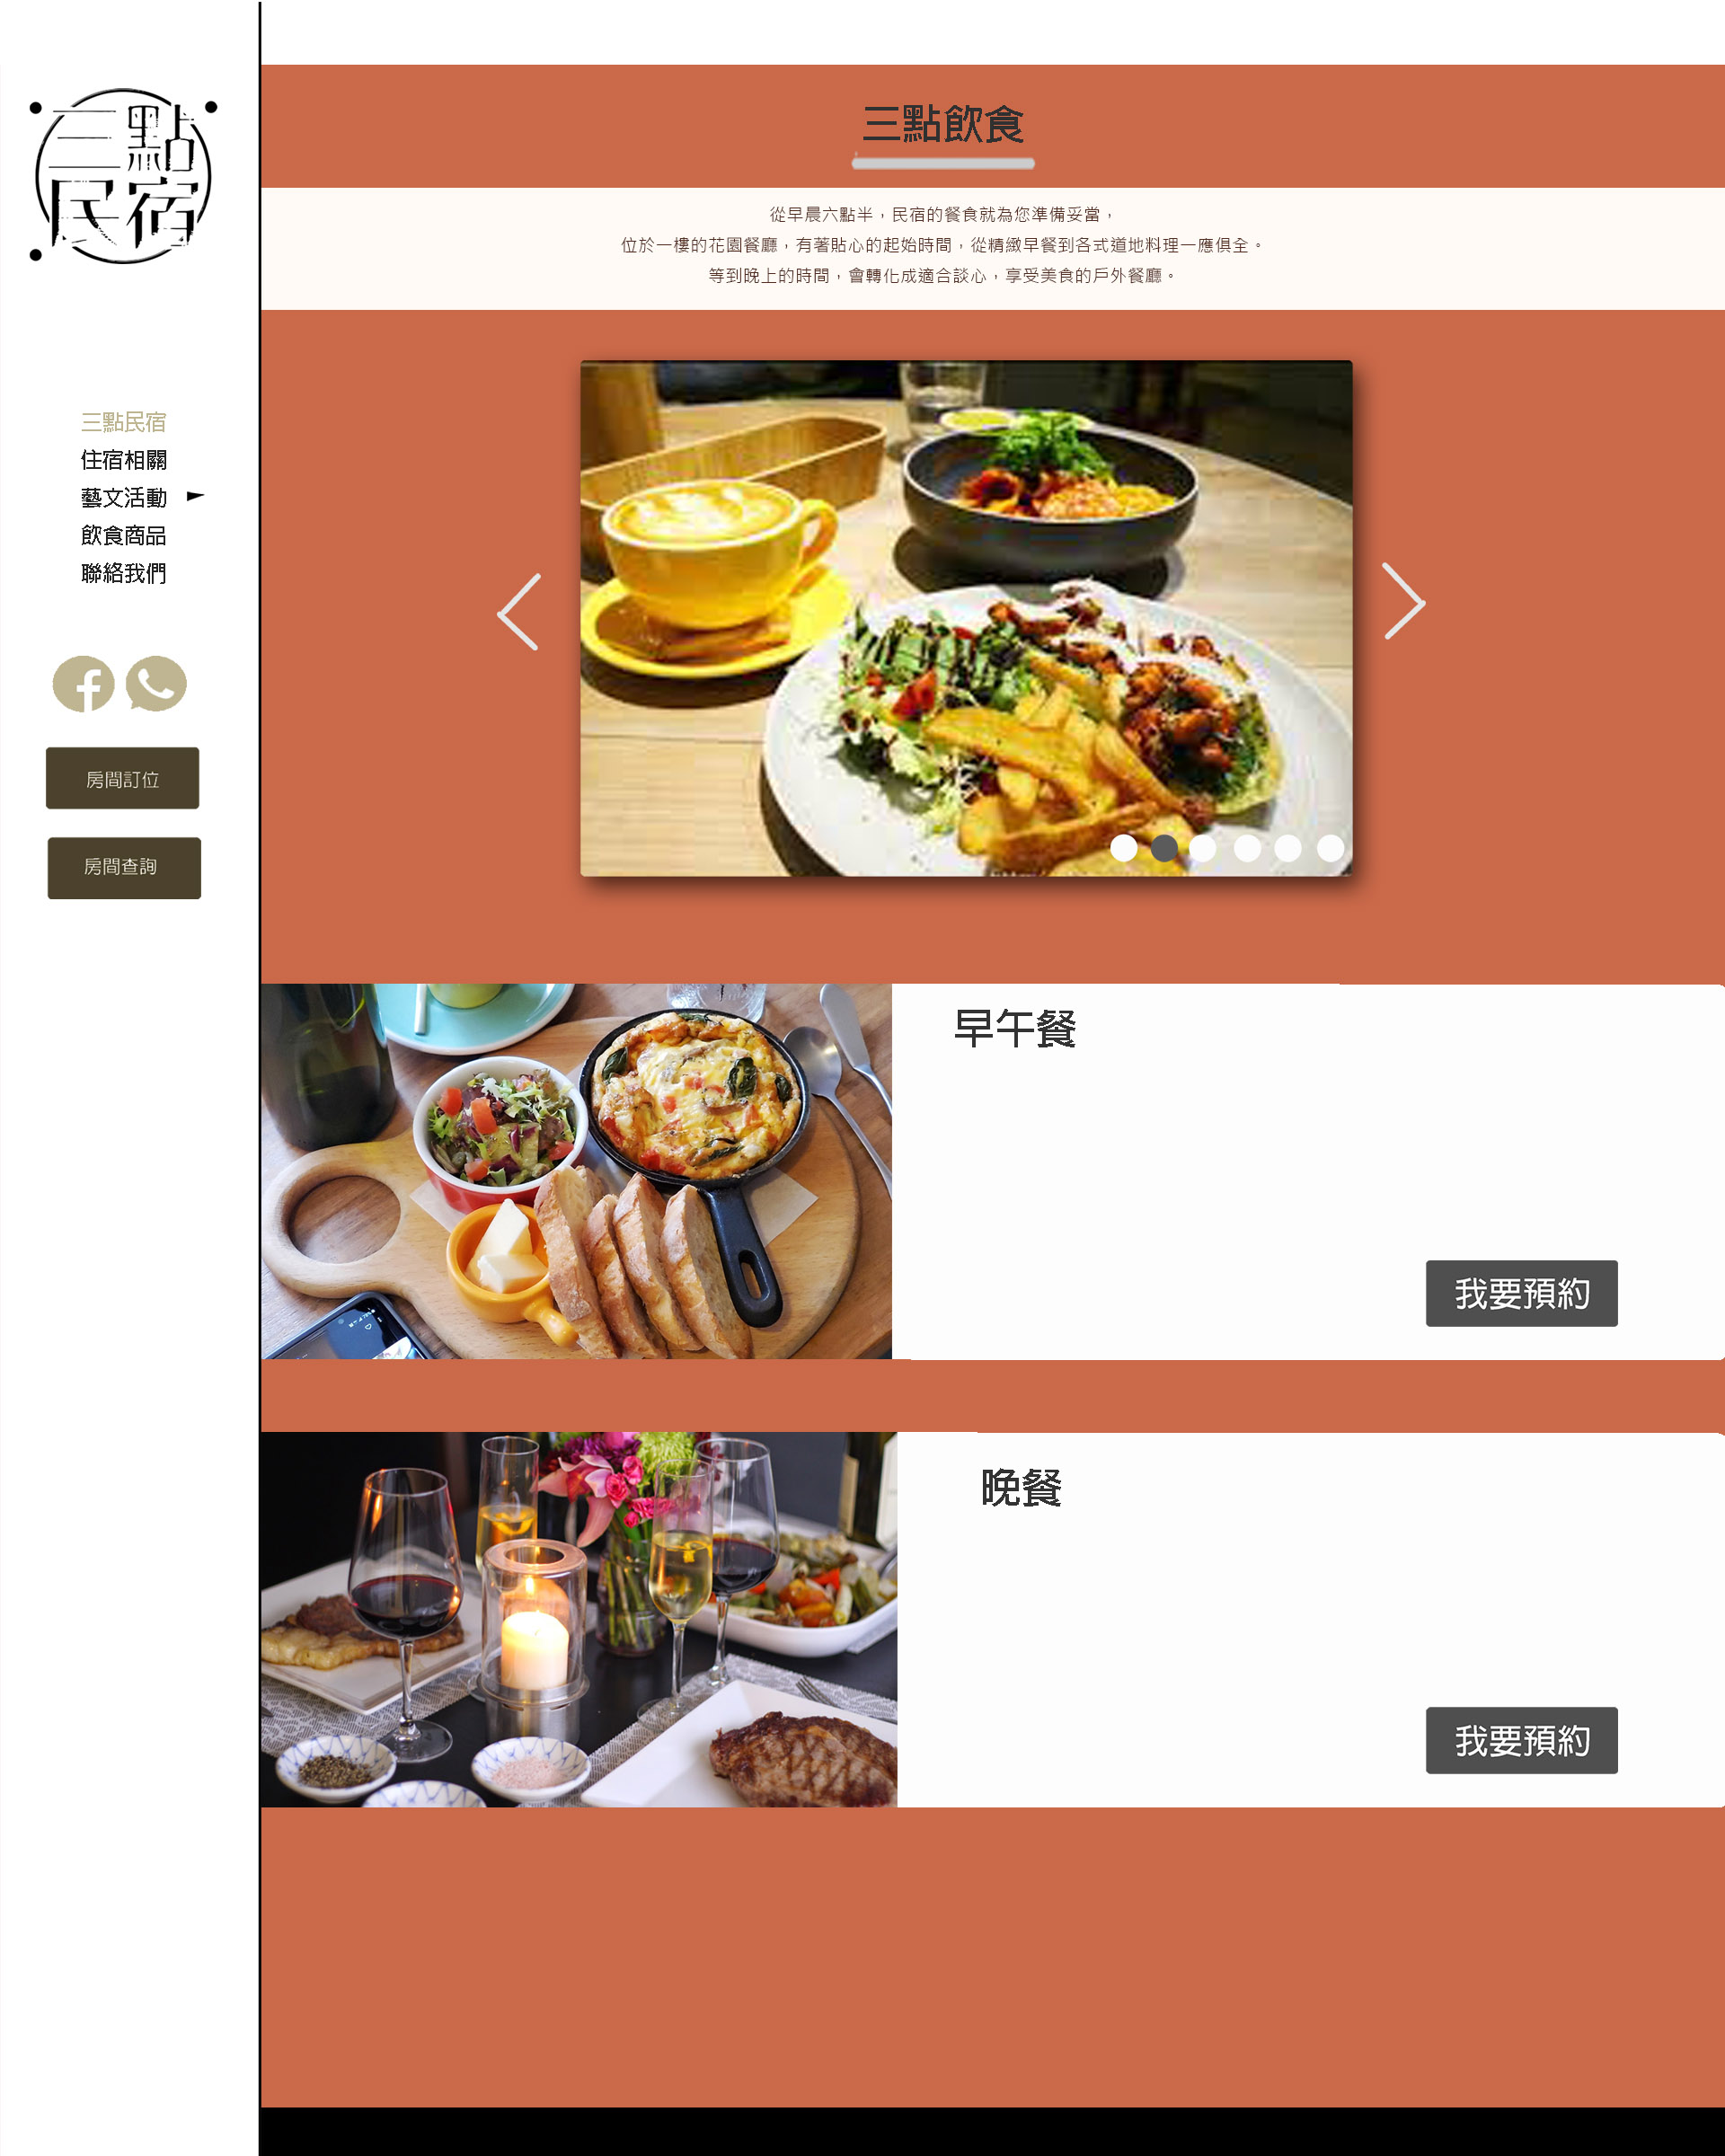 三點
民宿
三點民宿
住宿相關
藝文活動
飲食商品
聯絡我們
房間訂位
房間查詢
三點飲食
從早晨六點半，民宿的餐食就為您準備妥當，
位於一樓的花園餐廳，有著貼心的起始時間，從精緻早餐到各式道地料理一應俱全。
等到晚上的時間，會轉化成適合談心，享受美食的戶外餐廳。
早午餐
我要預約
晚餐
我要預約